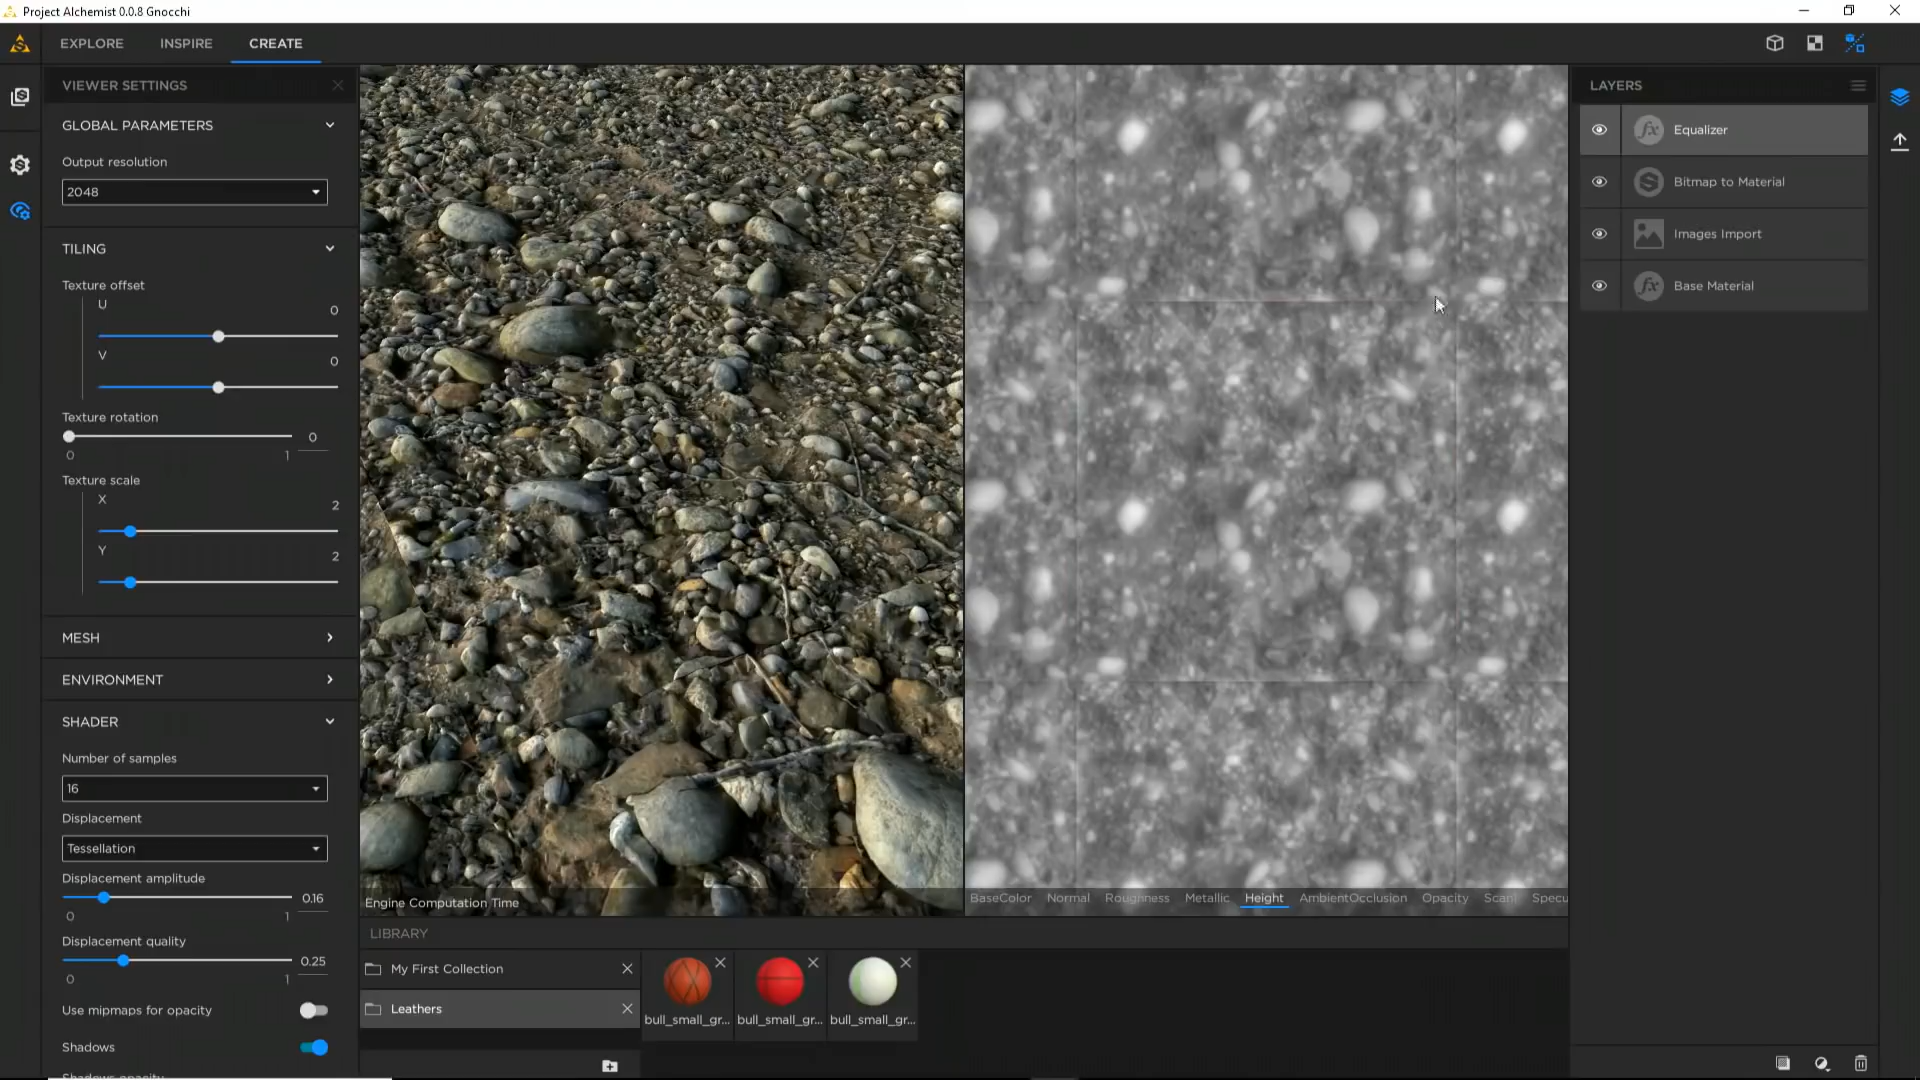 Project Alchemist 0.0.8 Gnocchi
EXPLORE
INSPIRE
CREATE
VIEWER SETTINGS
GLOBAL PARAMETERS
Output resolution
2048
TILING
Texture offset
U
0
V
0
Texture rotation
0
0
1
Texture scale
X
2
Y
2
MESH
ENVIRONMENT
SHADER
Number of samples
16
Displacement
Tessellation
Displacement amplitude
0.16
0
1
Displacement quality
0.25
0
1
Use mipmaps for opacity
Shadows
Shadows opacity
Engine Computation Time
BaseColor Normal Roughness Metallic Height AmbientOcclusion Opacity Scan Specu
LIBRARY
My First Collection
Leathers
bull_small_gr...
bull_small_gr...
bull_small_gr...
LAYERS
Equalizer
Bitmap to Material
Images Import
Base Material